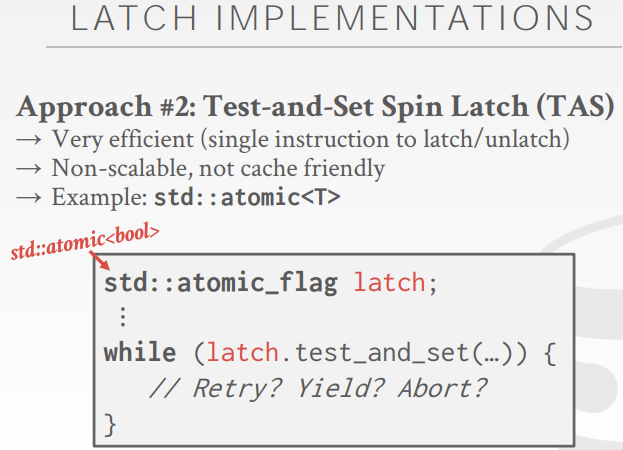 LATCH IMPLEMENTATIONS
Approach #2: Test-and-Set Spin Latch (TAS)
→ Very efficient (single instruction to latch/unlatch)
→ Non-scalable, not cache friendly
→ Example: std::atomic<T>
std::atomic<bool>
std::atomic_flag latch;
⋮
while (latch.test_and_set(…)) {
// Retry? Yield? Abort?
}